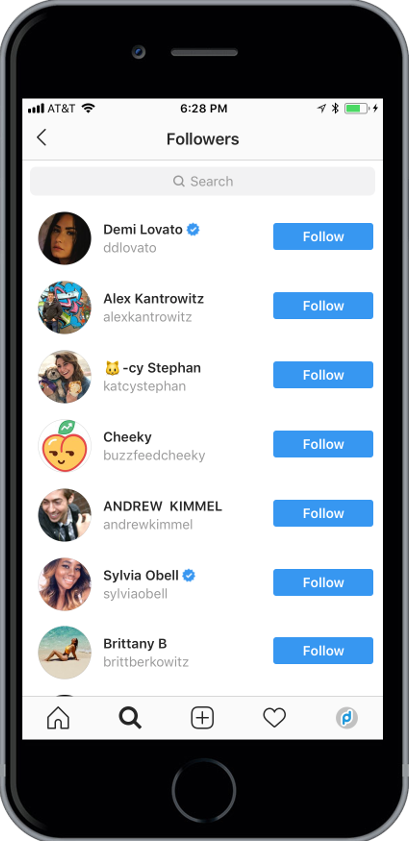 AT&T 6:28 PM
Followers
Search
Demi Lovato
ddlovato
Follow
Alex Kantrowitz
alexkantrowitz
Follow
🐱-cy Stephan
katcystephan
Follow
Cheeky
buzzfeedcheeky
Follow
ANDREW KIMMEL
andrewkimmel
Follow
Sylvia Obell
sylviaobell
Follow
Brittany B
brittberkowitz
Follow